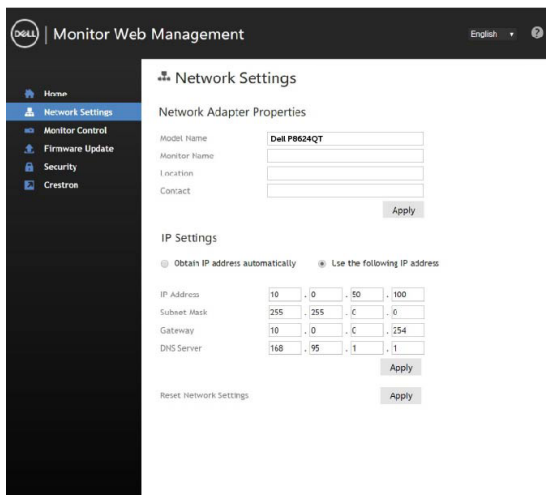 DELL | Monitor Web Management
English
?
Home
Network Settings
Monitor Control
Firmware Update
Security
Crestron
Network Settings
Network Adapter Properties
Model Name Dell P8624QT
Monitor Name
Location
Contact
Apply
IP Settings
Obtain IP address automatically Use the following IP address
IP Address 10 . 0 . 50 . 100
Subnet Mask 255 . 255 . 0 . 0
Gateway 10 . 0 . 0 . 254
DNS Server 168 . 95 . 1 . 1
Apply
Reset Network Settings Apply